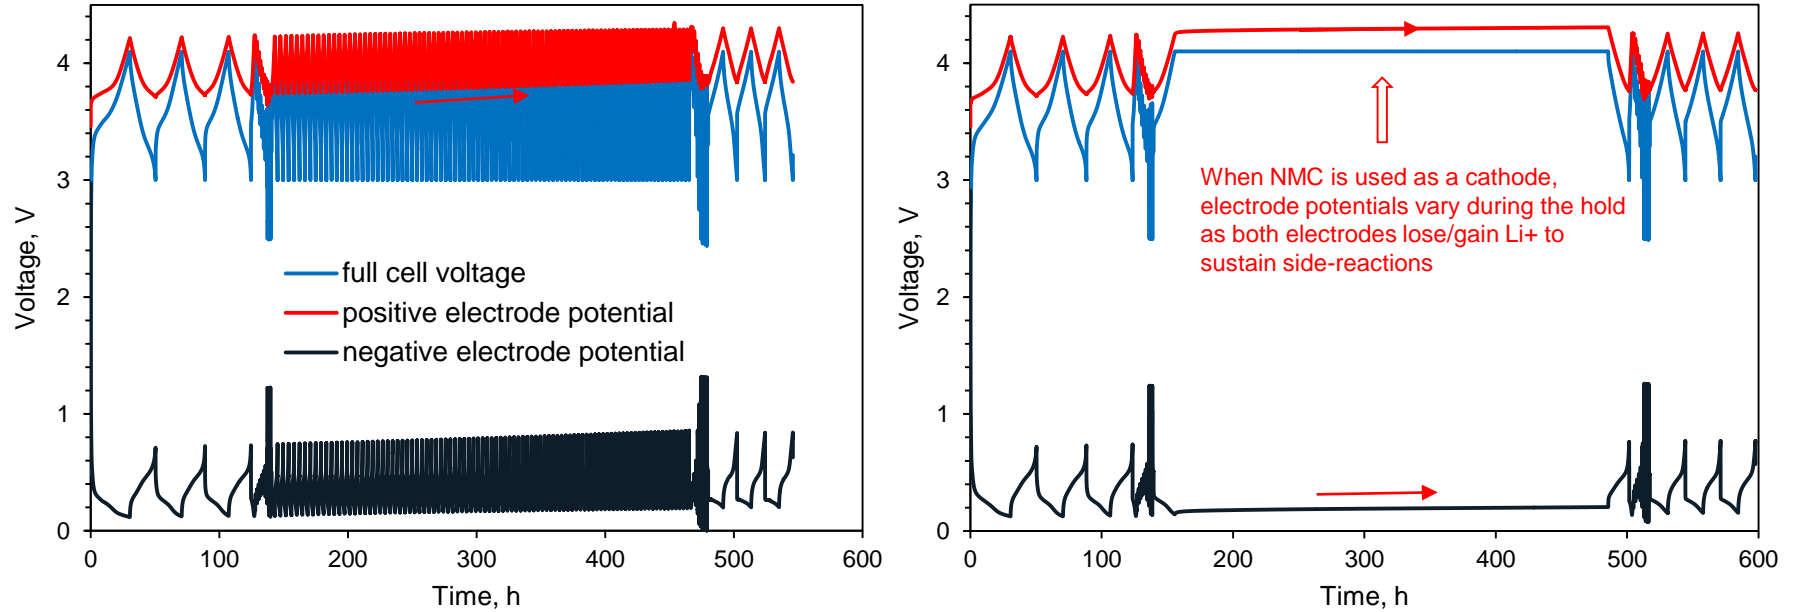 4
3
2
1
0
Voltage, V
full cell voltage
positive electrode potential
negative electrode potential
0
100
200
300
400
500
600
Time, h
4
3
2
1
0
Voltage, V
When NMC is used as a cathode,
electrode potentials vary during the hold
as both electrodes lose/gain Li+ to
sustain side-reactions
0
100
200
300
400
500
600
Time, h